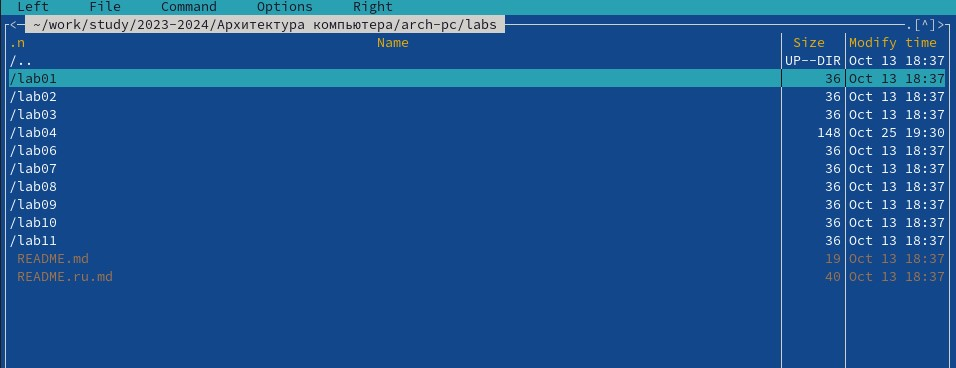 Left File Command Options Right
<─ ~/work/study/2023-2024/Архитектура компьютера/arch-pc/labs .[^]>
.n Name Size Modify time
/.. UP--DIR Oct 13 18:37
/lab01 36 Oct 13 18:37
/lab02 36 Oct 13 18:37
/lab03 36 Oct 13 18:37
/lab04 148 Oct 25 19:30
/lab06 36 Oct 13 18:37
/lab07 36 Oct 13 18:37
/lab08 36 Oct 13 18:37
/lab09 36 Oct 13 18:37
/lab10 36 Oct 13 18:37
/lab11 36 Oct 13 18:37
README.md 19 Oct 13 18:37
README.ru.md 40 Oct 13 18:37